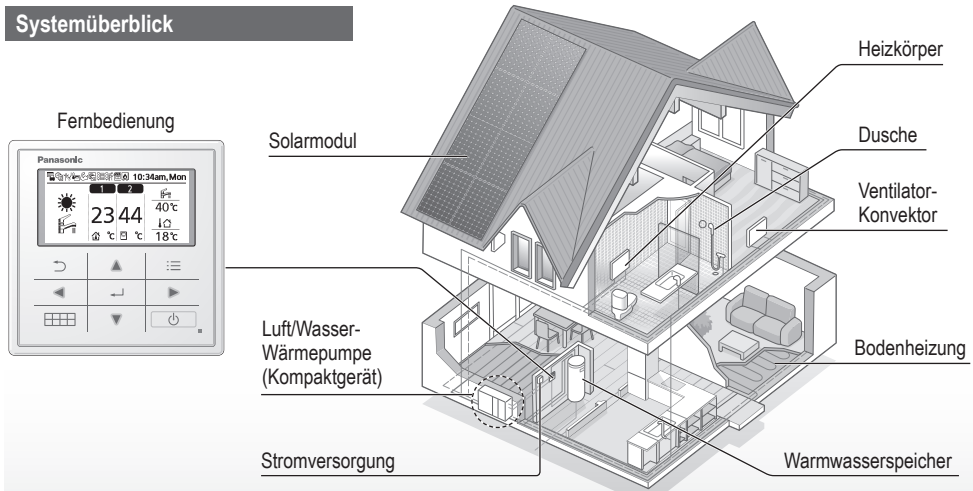 Systemüberblick
Fernbedienung
Panasonic
10:34am, Mon
1 2
23 44
°C °C
40°C
18°C
Solarmodul
Heizkörper
Dusche
Ventilator-
Konvektor
Luft/Wasser-
Wärmepumpe
(Kompaktgerät)
Bodenheizung
Stromversorgung
Warmwasserspeicher